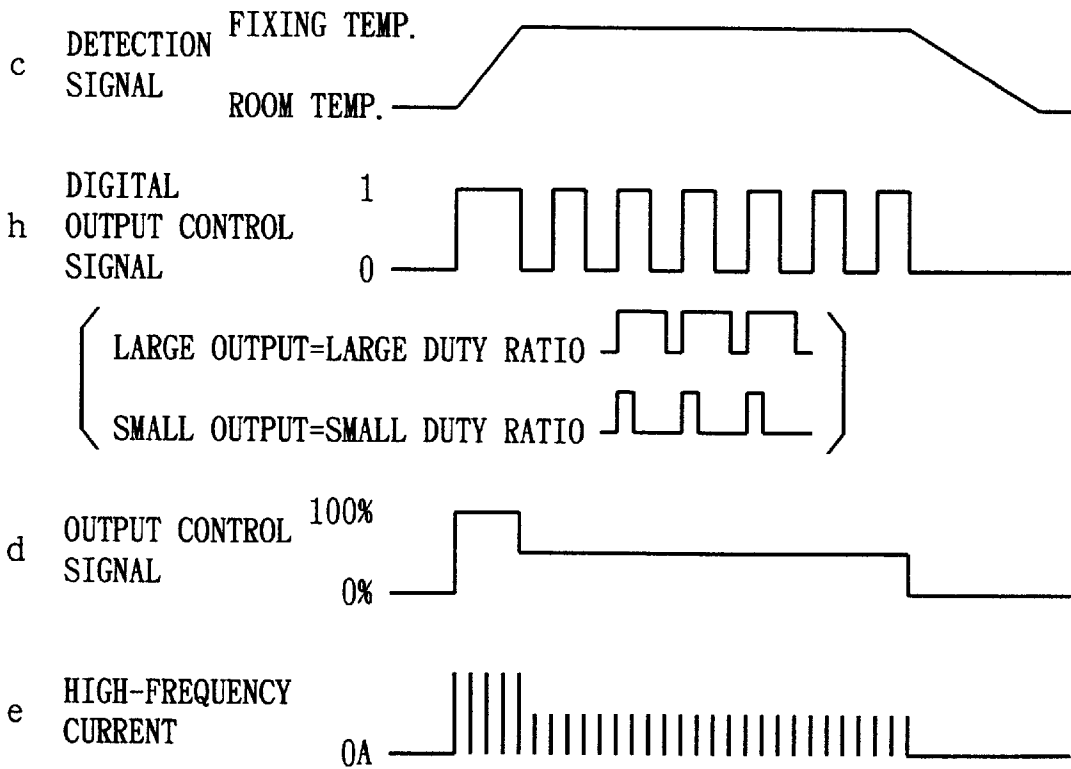 FIXING TEMP.
c DETECTION
SIGNAL
ROOM TEMP.
DIGITAL 1
h OUTPUT CONTROL
SIGNAL 0
LARGE OUTPUT=LARGE DUTY RATIO
SMALL OUTPUT=SMALL DUTY RATIO
100%
d OUTPUT CONTROL
SIGNAL
0%
HIGH-FREQUENCY
e CURRENT
0A